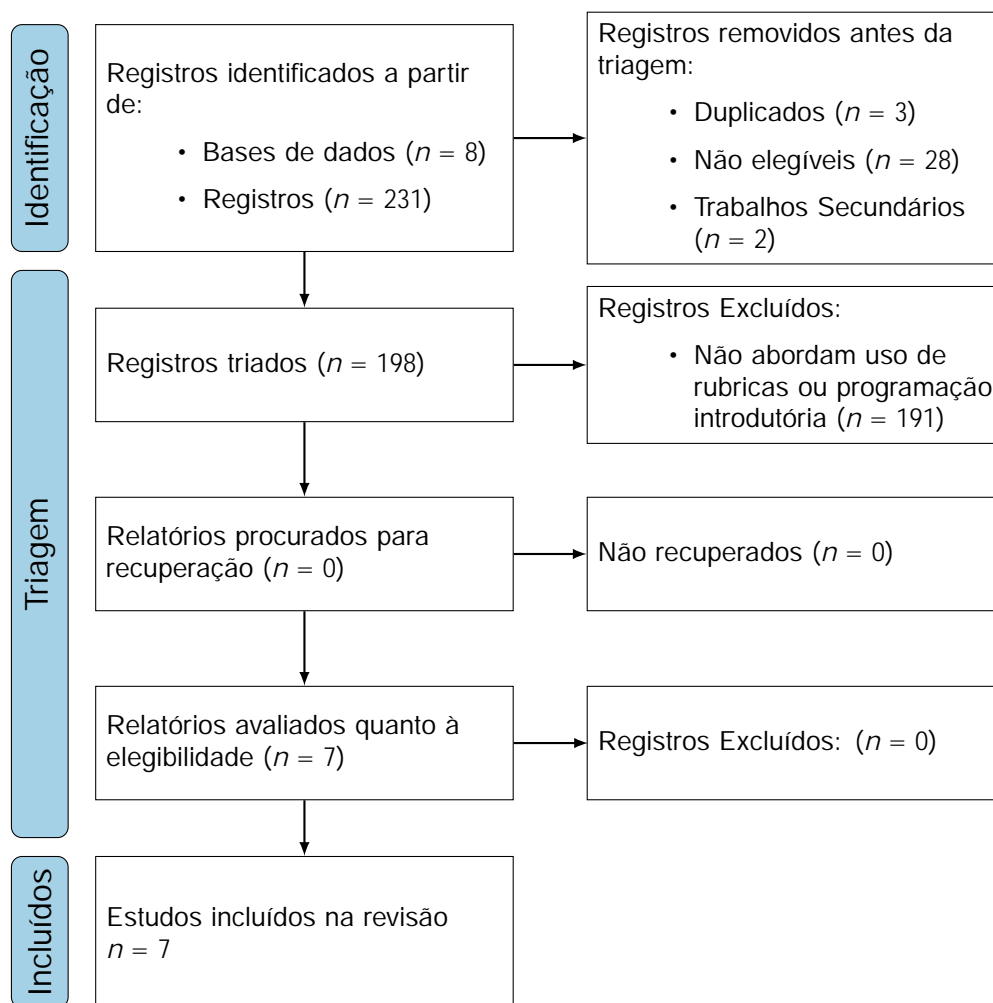 Identificação
Registros identificados a partir
de:
• Bases de dados (n = 8)
• Registros (n = 231)
Registros removidos antes da
triagem:
• Duplicados (n = 3)
• Não elegíveis (n = 28)
• Trabalhos Secundários
(n = 2)
Triagem
Registros triados (n = 198)
Registros Excluídos:
• Não abordam uso de
rubricas ou programação
introdutória (n = 191)
Relatórios procurados para
recuperação (n = 0)
Não recuperados (n = 0)
Relatórios avaliados quanto à
elegibilidade (n = 7)
Registros Excluídos: (n = 0)
Incluídos
Estudos incluídos na revisão
n = 7